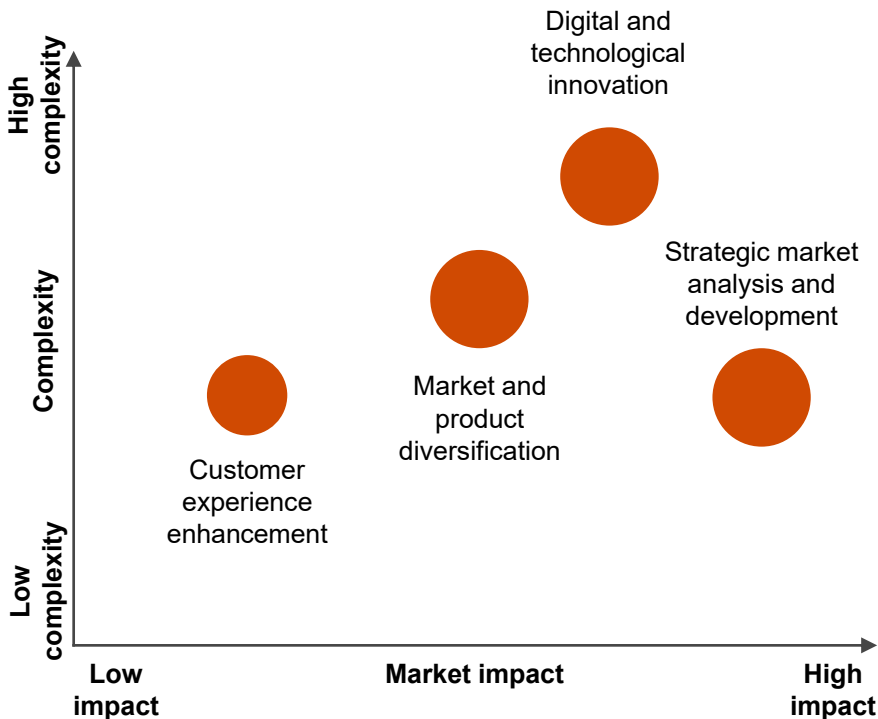 Digital and
technological
innovation
High
complexity
Strategic market
analysis and
development
Complexity
Market and
product
diversification
Customer
experience
enhancement
Low
complexity
Low
impact
Market impact
High
impact